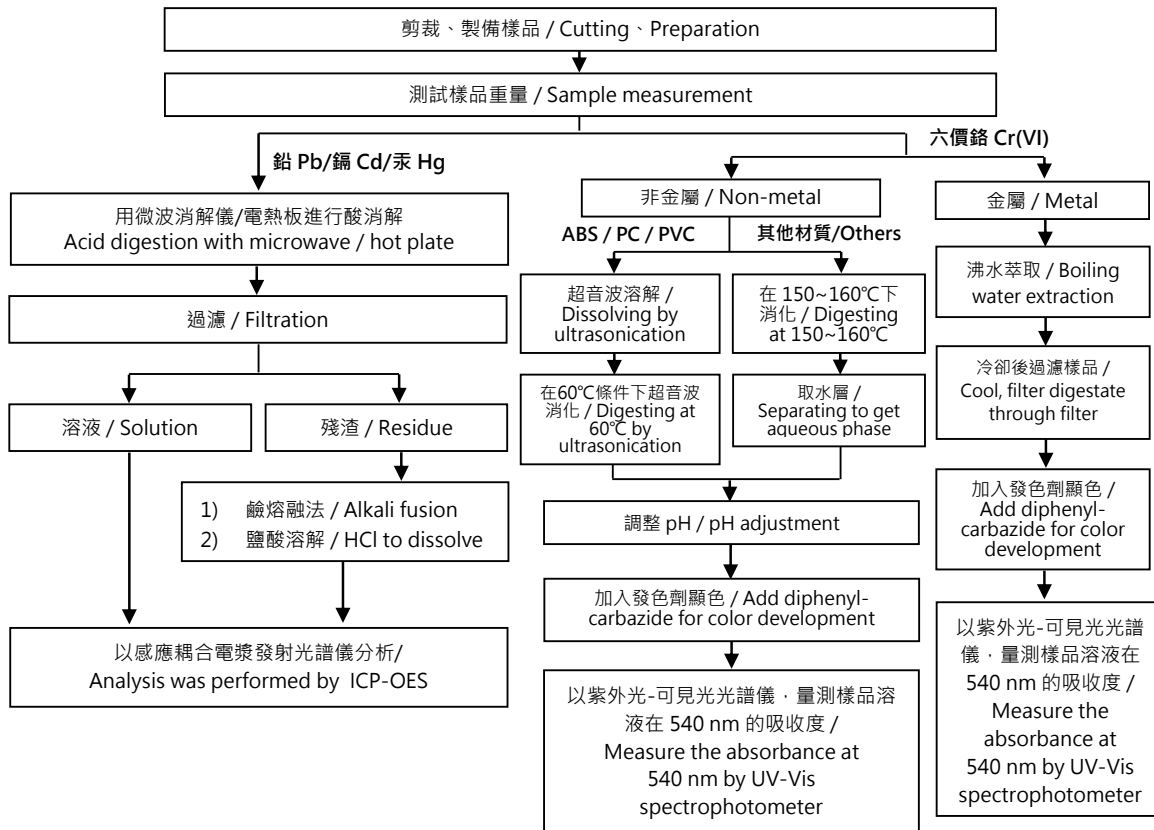 剪裁、製備樣品 / Cutting、Preparation
測試樣品重量 / Sample measurement
鉛 Pb/鎘 Cd/汞 Hg
用微波消解儀/電熱板進行酸消解
Acid digestion with microwave / hot plate
過濾 / Filtration
溶液 / Solution
殘渣 / Residue
1) 鹼熔融法 / Alkali fusion
2) 鹽酸溶解 / HCl to dissolve
以感應耦合電漿發射光譜儀分析/
Analysis was performed by ICP-OES
六價鉻 Cr(VI)
非金屬 / Non-metal
ABS / PC / PVC
超音波溶解 /
Dissolving by
ultrasonication
在60℃條件下超音波
消化 / Digesting at
60℃ by
ultrasonication
其他材質/Others
在 150~160℃下
消化 / Digesting
at 150~160℃
取水層 /
Separating to get
aqueous phase
調整 pH / pH adjustment
加入發色劑顯色 / Add diphenyl-
carbazide for color development
以紫外光-可見光光譜儀，量測樣品溶
液在 540 nm 的吸收度 /
Measure the absorbance at
540 nm by UV-Vis
spectrophotometer
金屬 / Metal
沸水萃取 / Boiling
water extraction
冷卻後過濾樣品 /
Cool, filter digestate
through filter
加入發色劑顯色 /
Add diphenyl-
carbazide for color
development
以紫外光-可見光光譜
儀，量測樣品溶液在
540 nm 的吸收度 /
Measure the
absorbance at
540 nm by UV-Vis
spectrophotometer